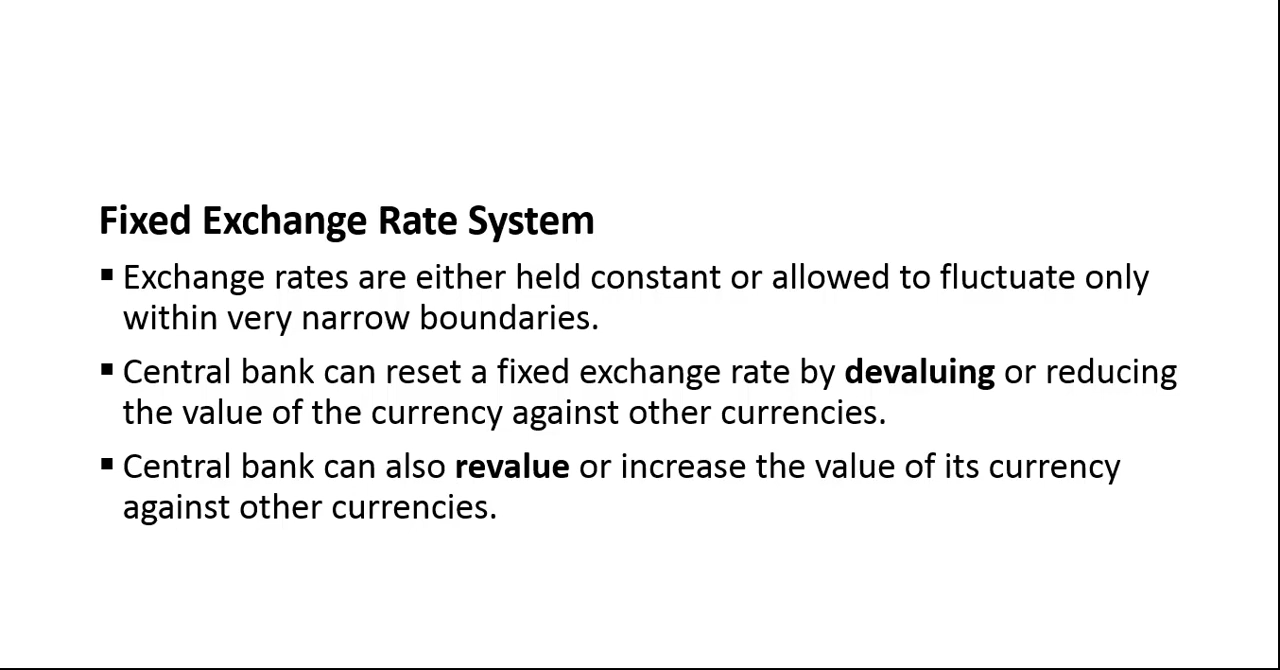 Fixed Exchange Rate System
▪ Exchange rates are either held constant or allowed to fluctuate only
within very narrow boundaries.
▪ Central bank can reset a fixed exchange rate by devaluing or reducing
the value of the currency against other currencies.
▪ Central bank can also revalue or increase the value of its currency
against other currencies.